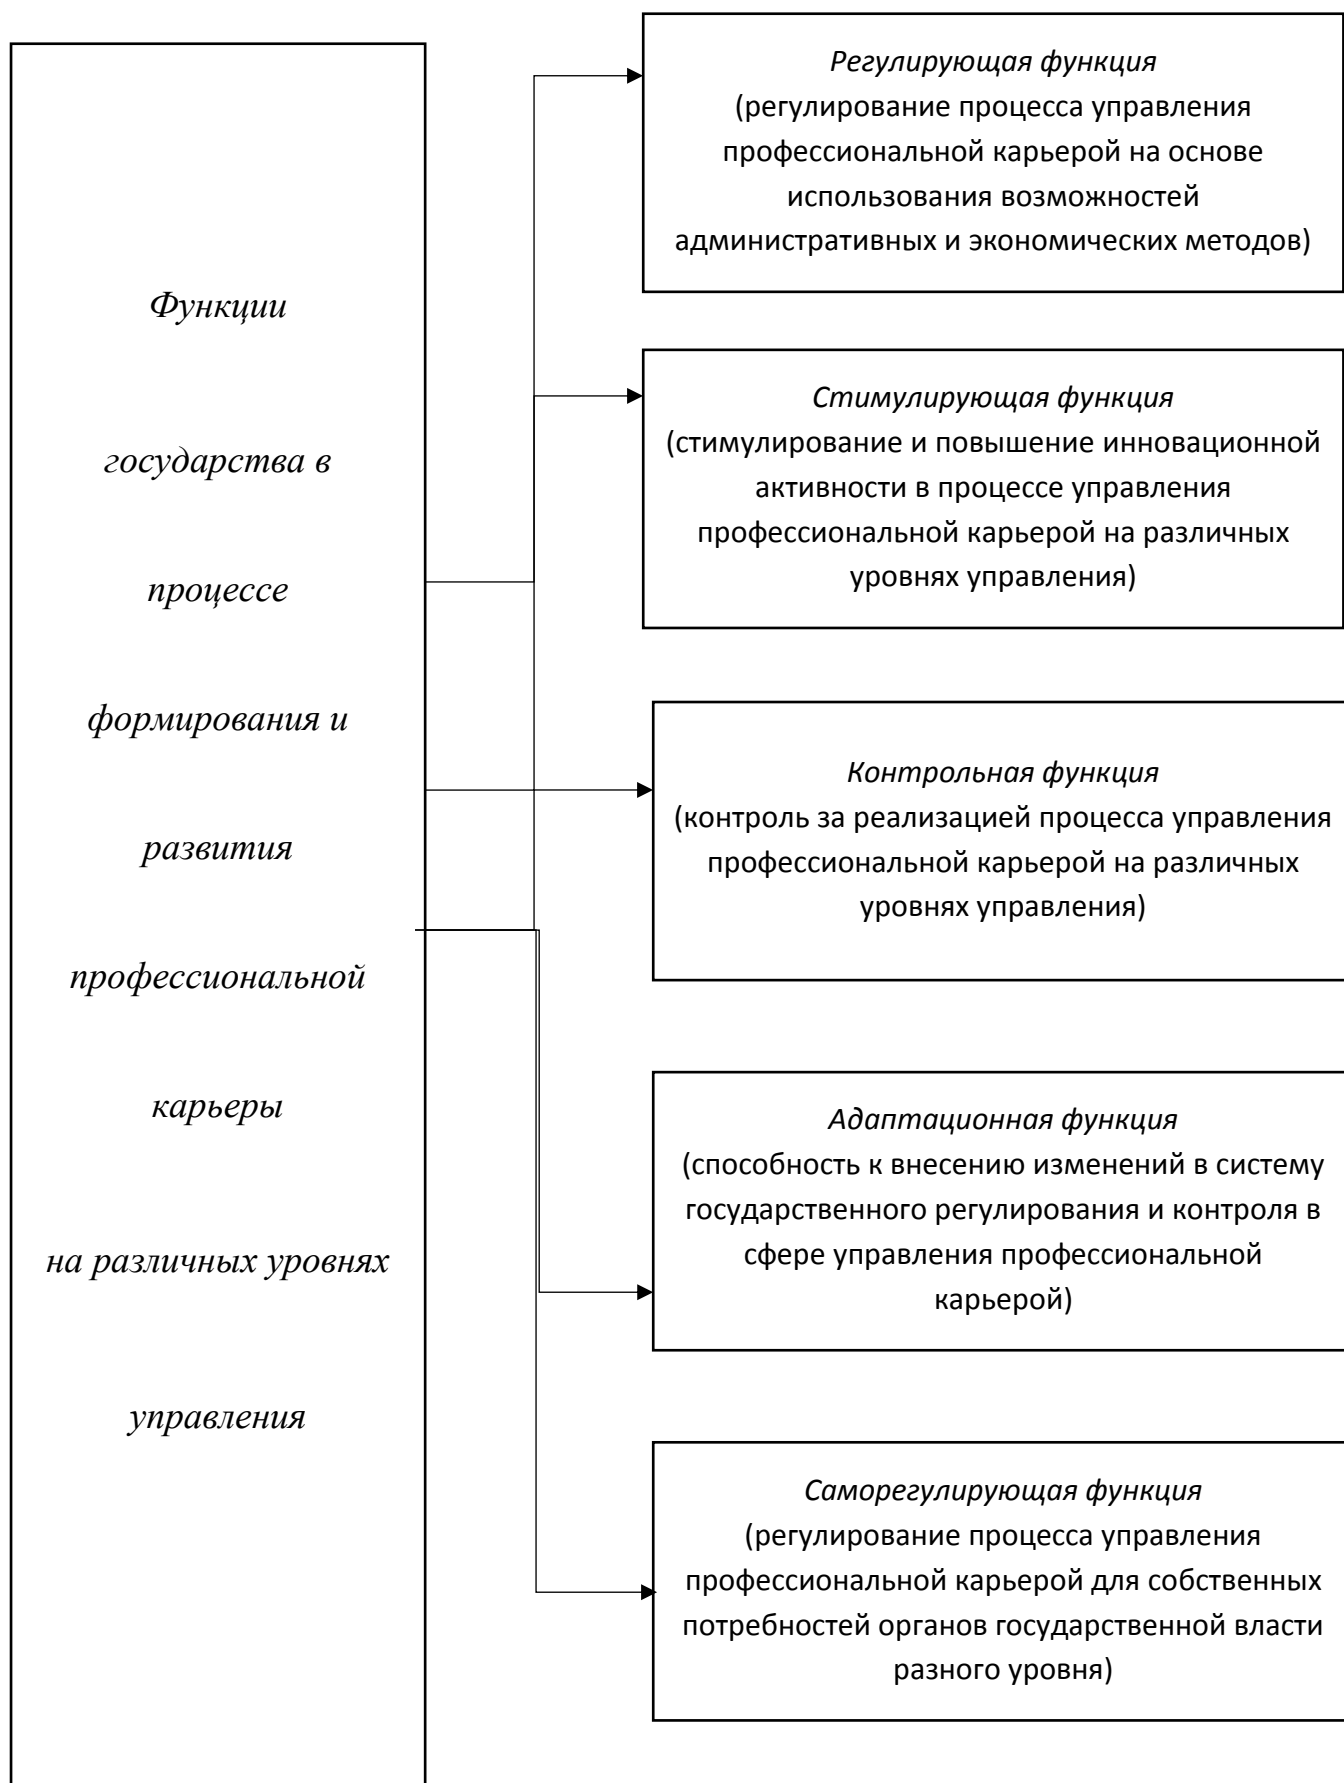 Функции
государства в
процессе
формирования и
развития
профессиональной
карьеры
на различных уровнях
управления
Регулирующая функция
(регулирование процесса управления
профессиональной карьерой на основе
использования возможностей
административных и экономических методов)
Стимулирующая функция
(стимулирование и повышение инновационной
активности в процессе управления
профессиональной карьерой на различных
уровнях управления)
Контрольная функция
(контроль за реализацией процесса управления
профессиональной карьерой на различных
уровнях управления)
Адаптационная функция
(способность к внесению изменений в систему
государственного регулирования и контроля в
сфере управления профессиональной
карьерой)
Саморегулирующая функция
(регулирование процесса управления
профессиональной карьерой для собственных
потребностей органов государственной власти
разного уровня)